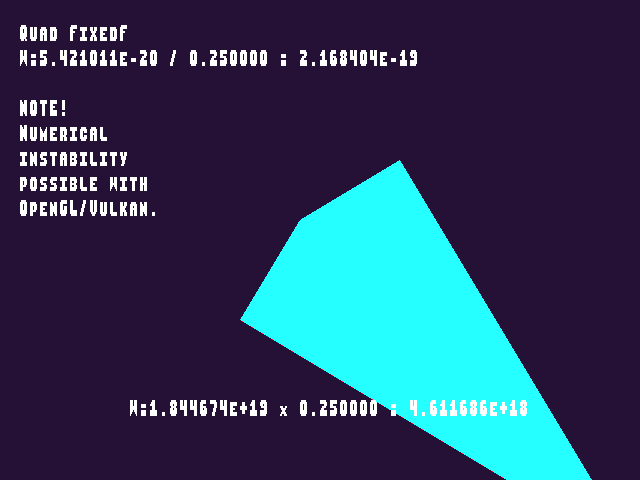 Quad fixedf
W:5.421011e-20 / 0.250000 : 2.168404e-19
NOTE!
Numerical
instability
possible with
OpenGL/Vulkan.
W:1.844674e+19 x 0.250000 : 4.611686e+18